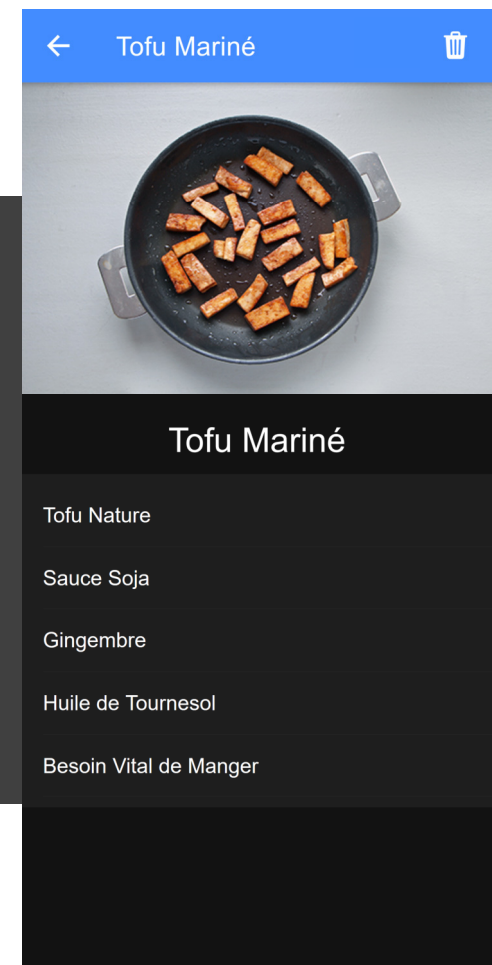 Tofu Mariné
Tofu Mariné
Tofu Nature
Sauce Soja
Gingembre
Huile de Tournesol
Besoin Vital de Manger